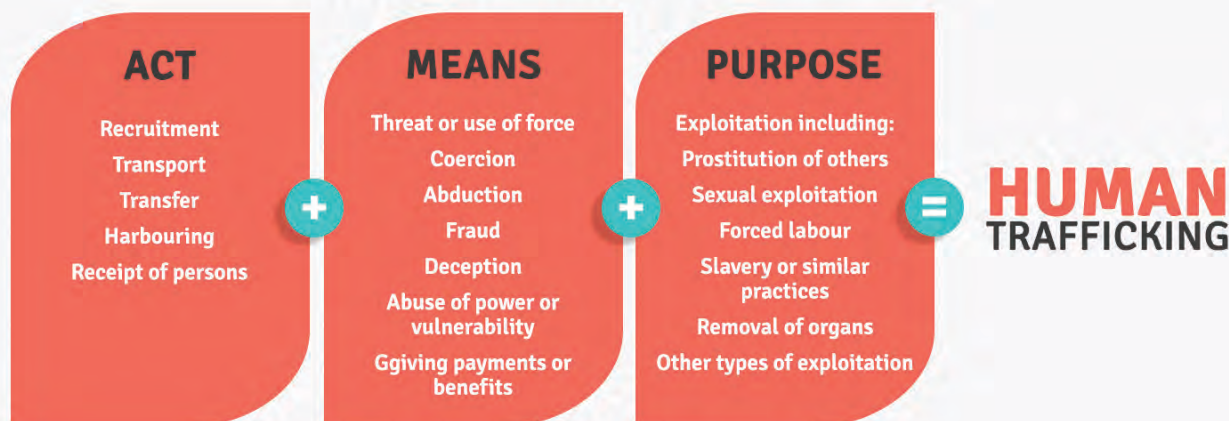 ACT
Recruitment
Transport
Transfer
Harbouring
Receipt of persons
+
MEANS
Threat or use of force
Coercion
Abduction
Fraud
Deception
Abuse of power or
vulnerability
Ggiving payments or
benefits
+
PURPOSE
Exploitation including:
Prostitution of others
Sexual exploitation
Forced labour
Slavery or similar
practices
Removal of organs
Other types of exploitation
=
HUMAN
TRAFFICKING